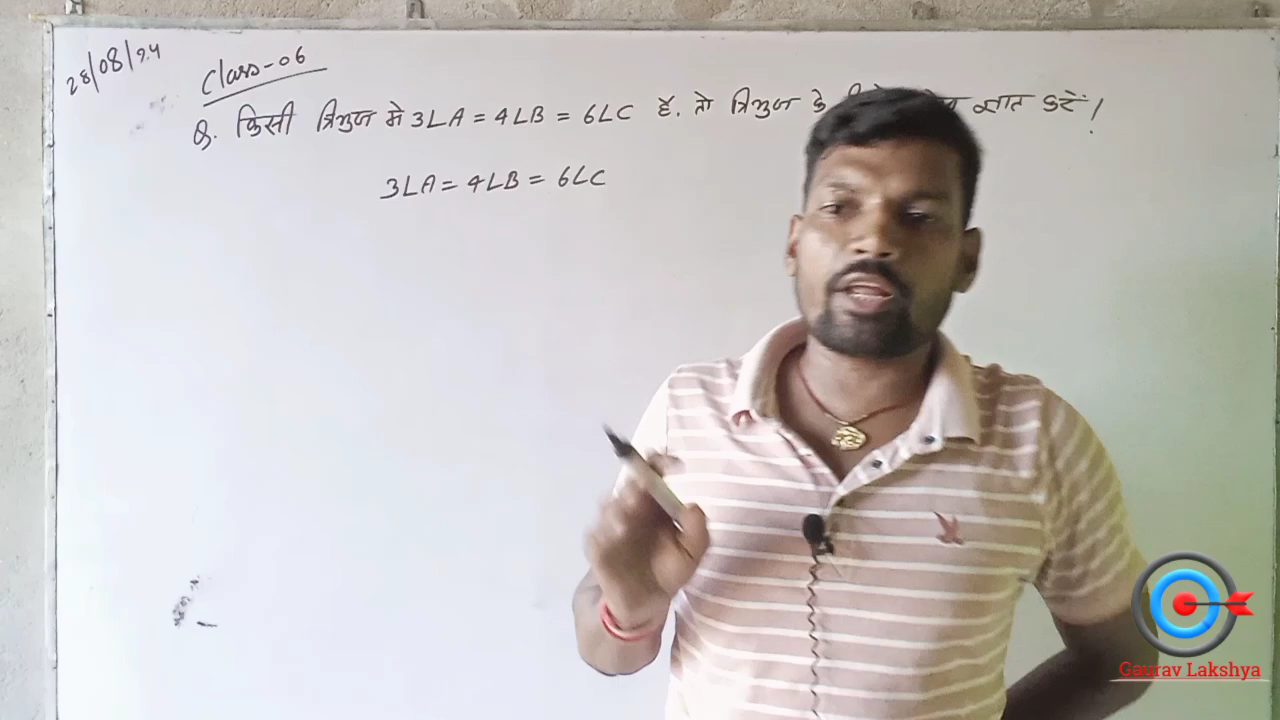 28/08/24
Class-06
Q. किसी त्रिभुज मे 3∠A = 4∠B = 6∠C है. तो त्रिभुज के ज्ञात करें!
3∠A = 4∠B = 6∠C
Gaurav Lakshya